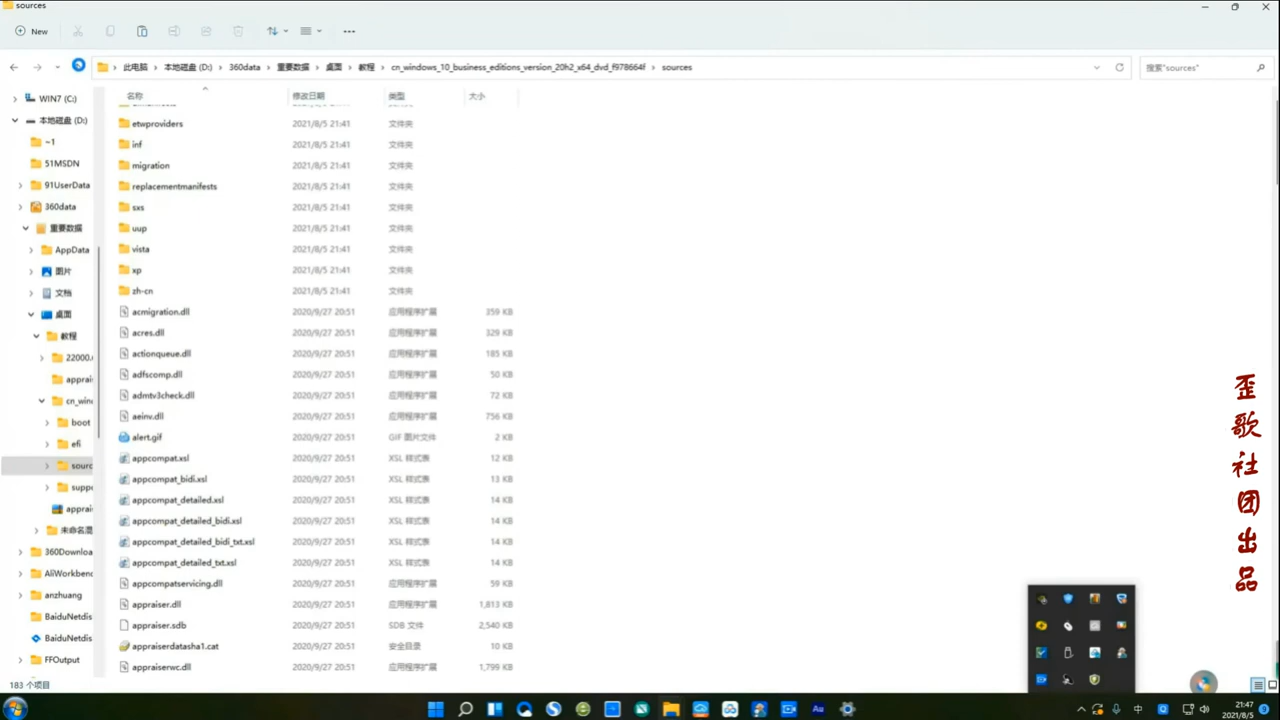 sources
New
此电脑 › 本地磁盘 (D:) › 360data › 重要数据 › 桌面 › 教程 › cn_windows_10_business_editions_version_20h2_x64_dvd_f978664f › sources
搜索"sources"
名称 修改日期 类型 大小
WIN7 (C:)
本地磁盘 (D:)
~1
51MSDN
91UserData
360data
重要数据
AppData
图片
文档
桌面
教程
22000.
apprais
cn_wind
boot
efi
sourc
suppo
apprais
未命名混
360Downloa
AliWorkbenc
anzhuang
BaiduNetdis
BaiduNetdis
FFOutput
etwproviders 2021/8/5 21:41 文件夹
inf 2021/8/5 21:41 文件夹
migration 2021/8/5 21:41 文件夹
replacementmanifests 2021/8/5 21:41 文件夹
sxs 2021/8/5 21:41 文件夹
uup 2021/8/5 21:41 文件夹
vista 2021/8/5 21:41 文件夹
xp 2021/8/5 21:41 文件夹
zh-cn 2021/8/5 21:41 文件夹
acmigration.dll 2020/9/27 20:51 应用程序扩展 359 KB
acres.dll 2020/9/27 20:51 应用程序扩展 329 KB
actionqueue.dll 2020/9/27 20:51 应用程序扩展 185 KB
adfscomp.dll 2020/9/27 20:51 应用程序扩展 50 KB
admtv3check.dll 2020/9/27 20:51 应用程序扩展 72 KB
aeinv.dll 2020/9/27 20:51 应用程序扩展 756 KB
alert.gif 2020/9/27 20:51 GIF 图片文件 2 KB
appcompat.xsl 2020/9/27 20:51 XSL 样式表 12 KB
appcompat_bidi.xsl 2020/9/27 20:51 XSL 样式表 13 KB
appcompat_detailed.xsl 2020/9/27 20:51 XSL 样式表 14 KB
appcompat_detailed_bidi.xsl 2020/9/27 20:51 XSL 样式表 14 KB
appcompat_detailed_bidi_txt.xsl 2020/9/27 20:51 XSL 样式表 14 KB
appcompat_detailed_txt.xsl 2020/9/27 20:51 XSL 样式表 14 KB
appcompatservicing.dll 2020/9/27 20:51 应用程序扩展 59 KB
appraiser.dll 2020/9/27 20:51 应用程序扩展 1,813 KB
appraiser.sdb 2020/9/27 20:51 SDB 文件 2,540 KB
appraiserdatasha1.cat 2020/9/27 20:51 安全目录 10 KB
appraiserwc.dll 2020/9/27 20:51 应用程序扩展 1,799 KB
歪歌社团出品
183 个项目
Au
中
21:47
2021/8/5